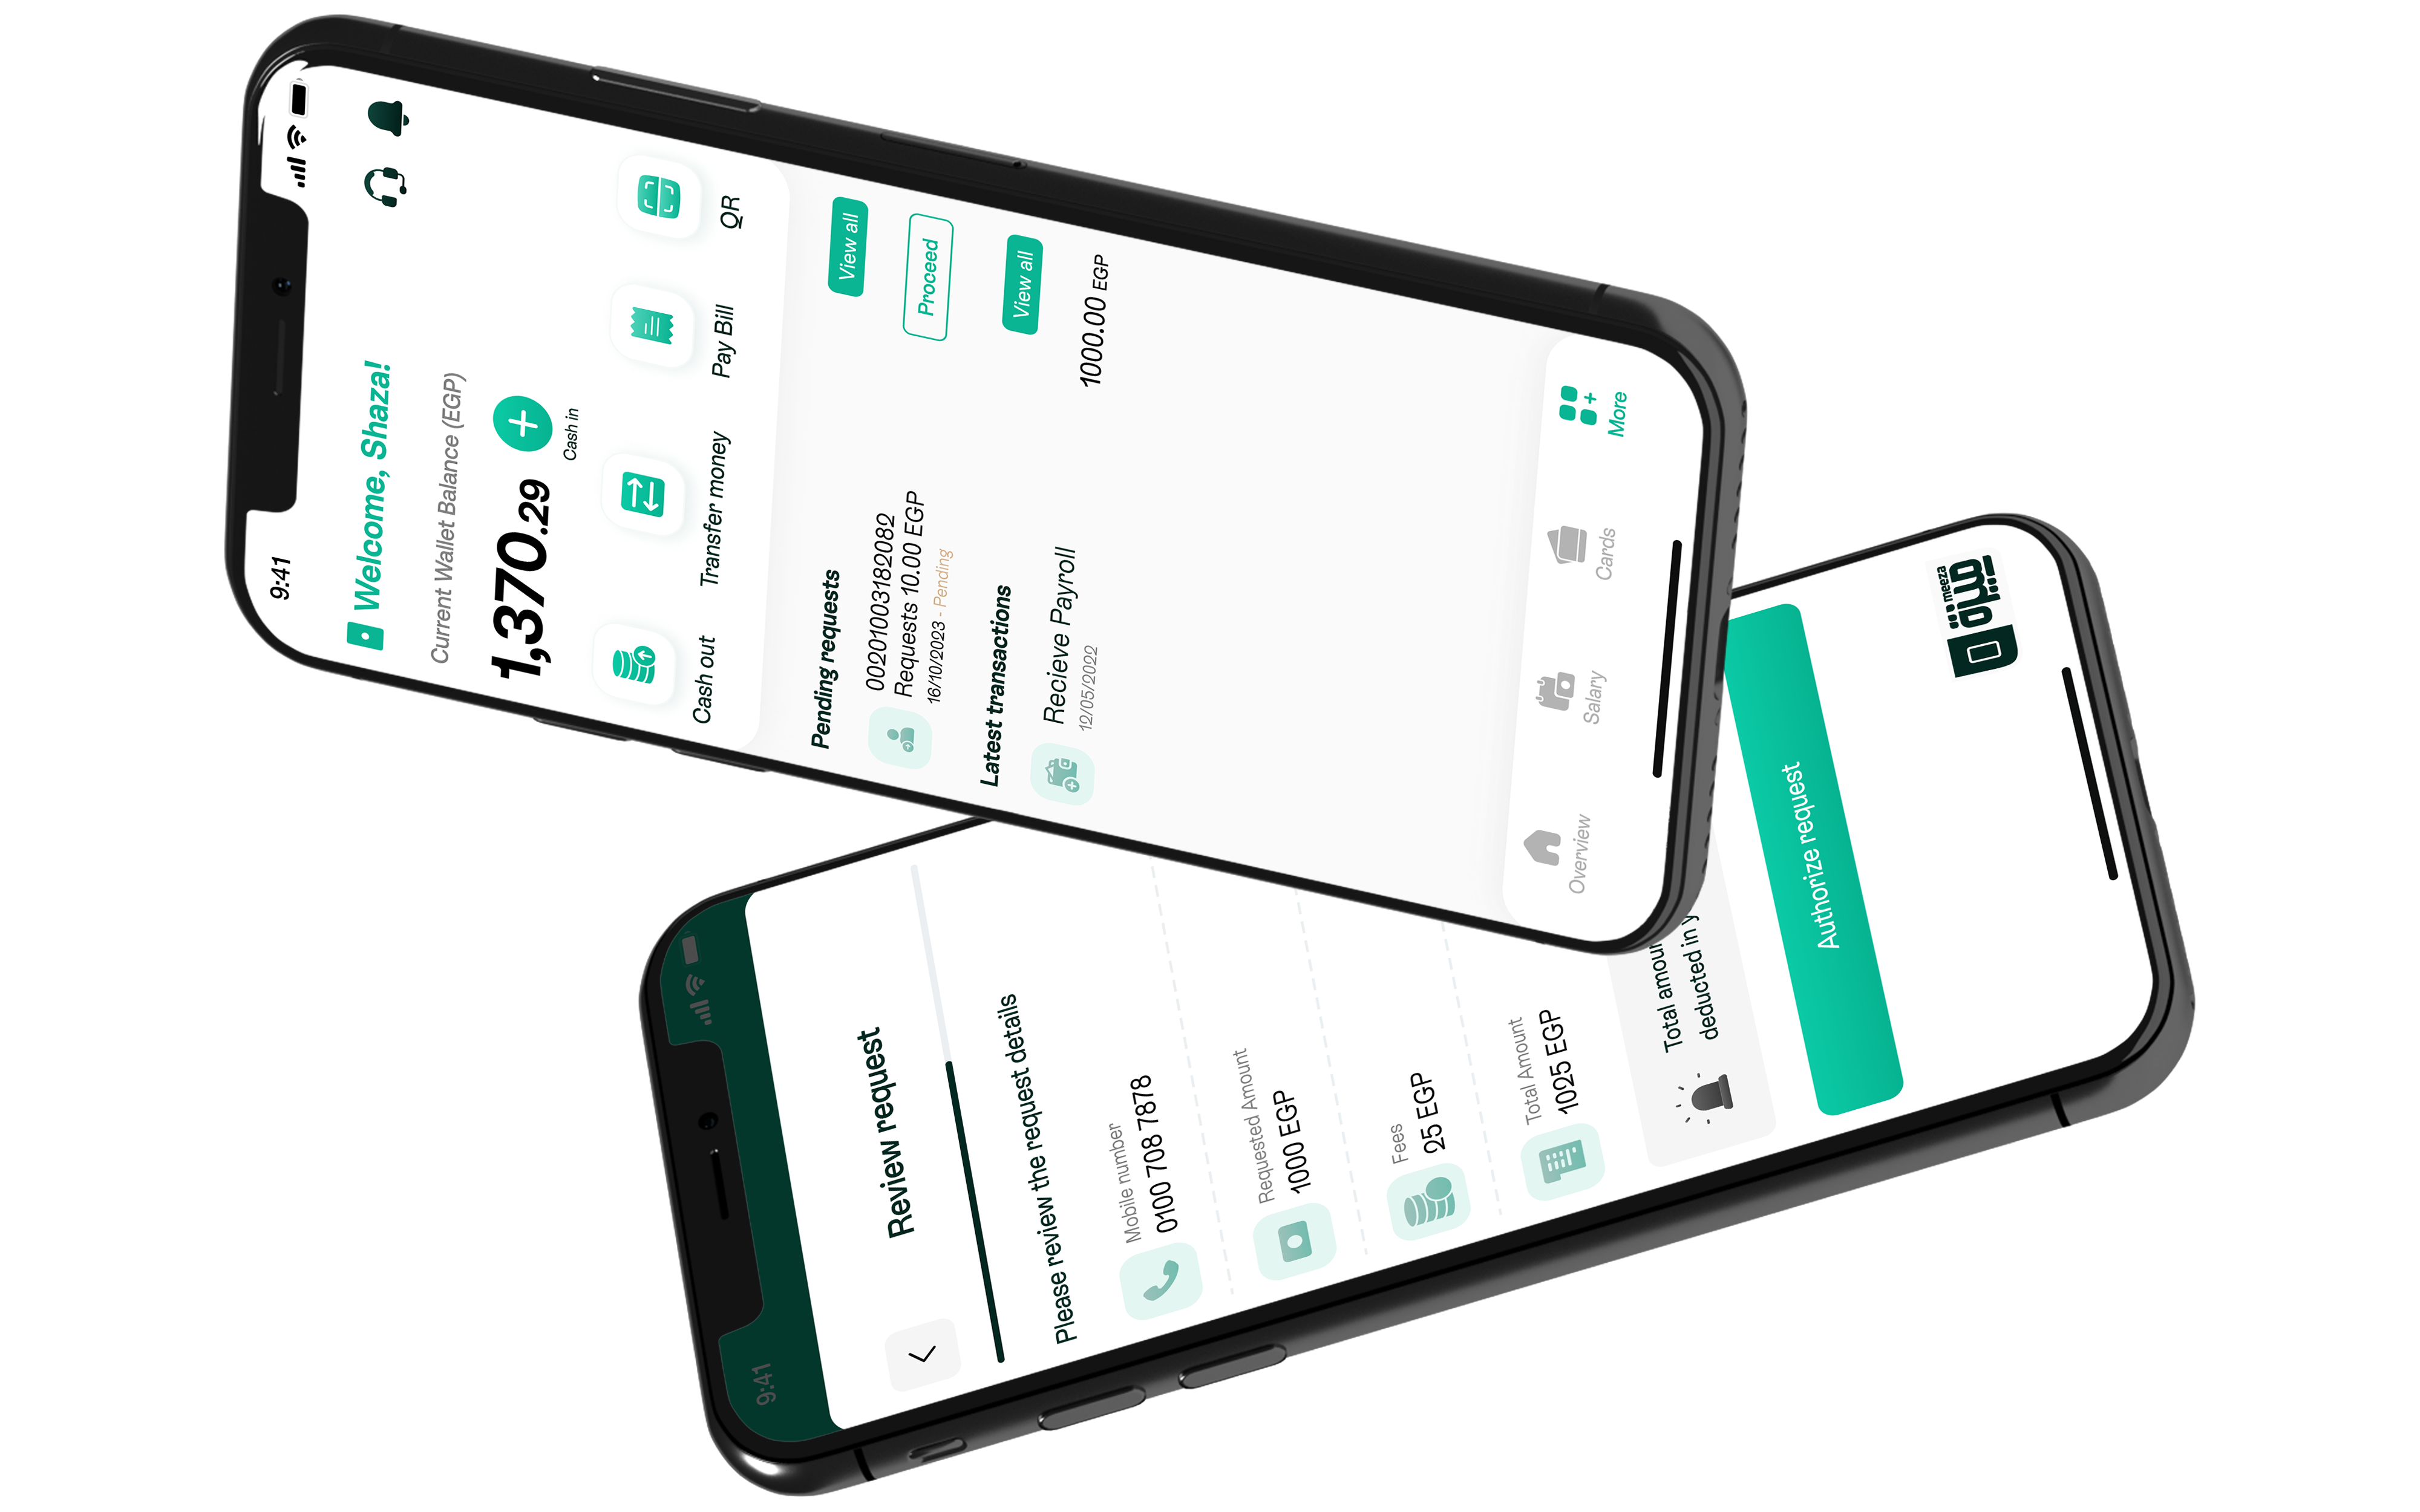 9:41
Welcome, Shaza!
Current Wallet Balance (EGP)
1,370.29
Cash in
Cash out
Transfer money
Pay Bill
QR
Pending requests
View all
00201003182082
Requests 10.00 EGP
16/10/2023 - Pending
Proceed
Latest transactions
View all
Recieve Payroll
12/05/2022
1000.00 EGP
Overview
Salary
Cards
More
9:41
Review request
Please review the request details
Mobile number
0100 708 7878
Requested Amount
1000 EGP
Fees
25 EGP
Total Amount
1025 EGP
Total
deducted in
Authorize request
meeza
ميزة